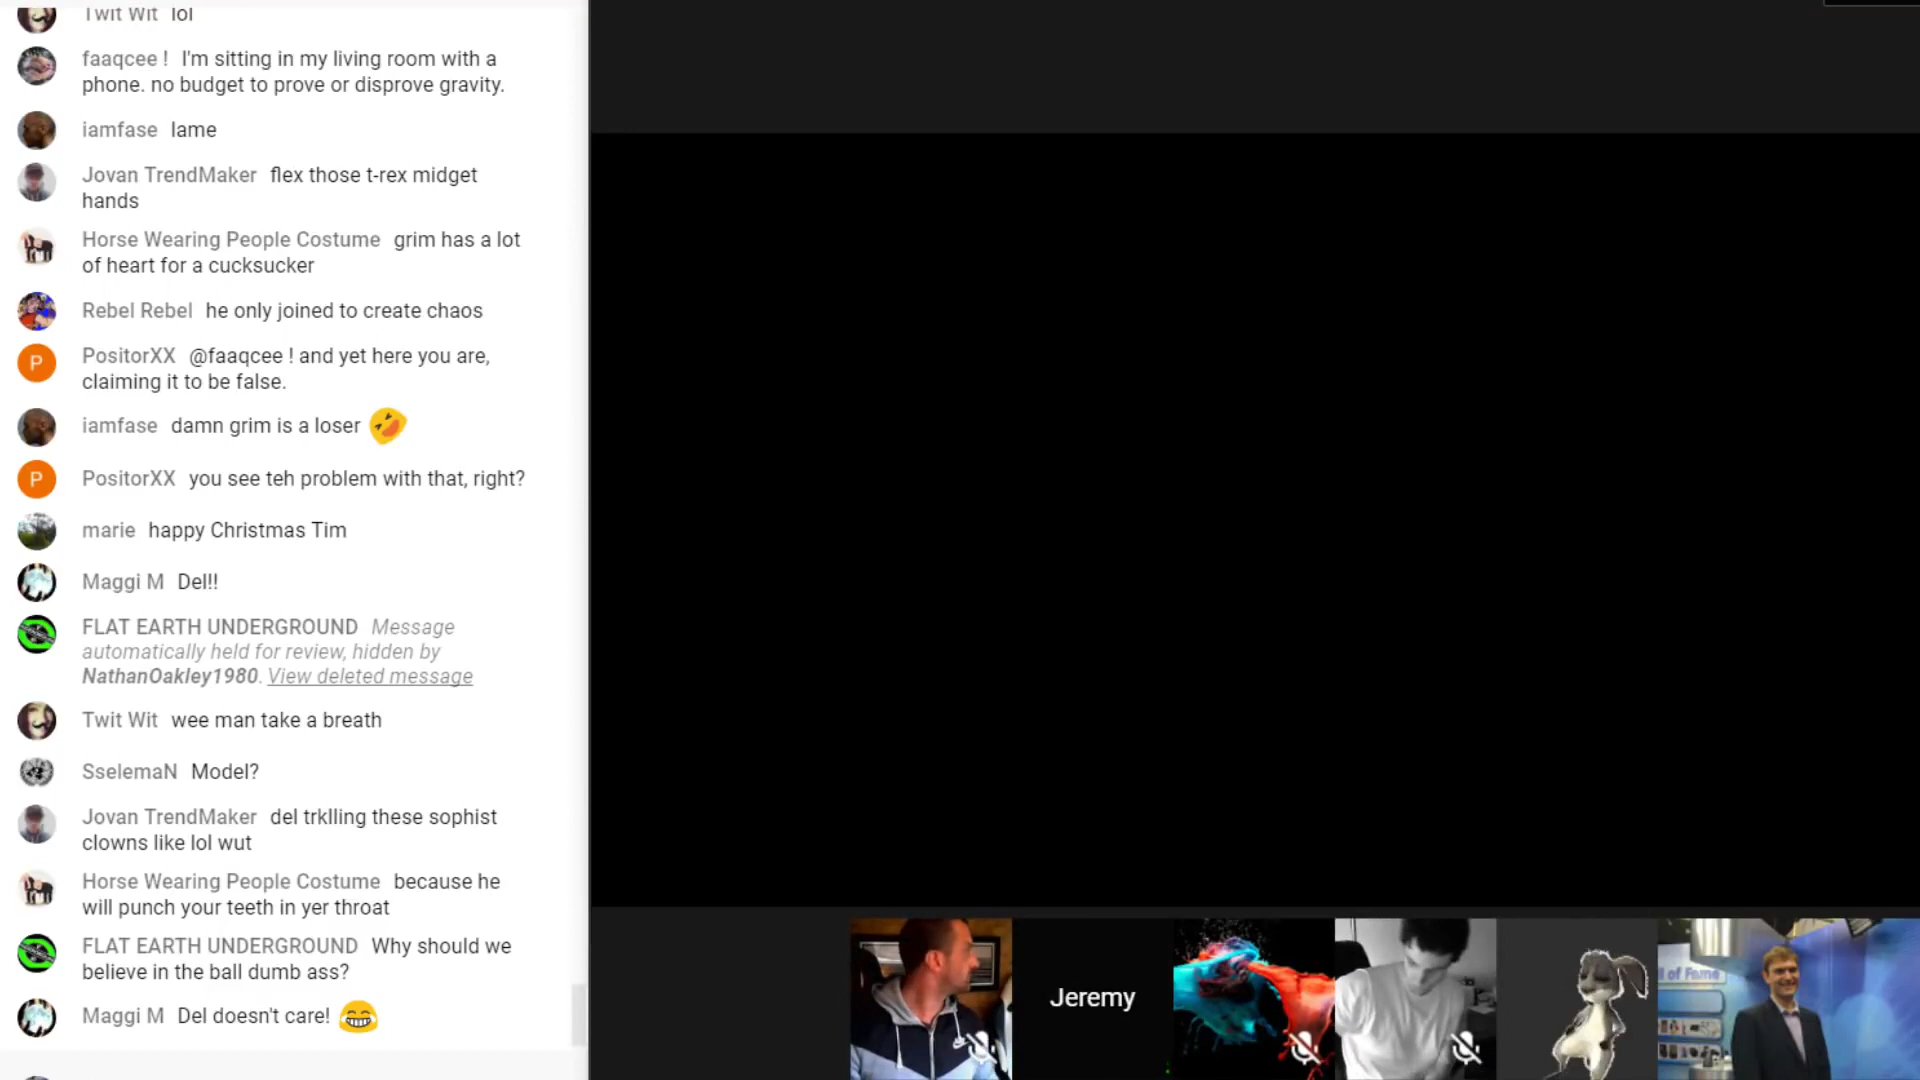 Twit Wit lol
faaqcee ! I'm sitting in my living room with a
phone. no budget to prove or disprove gravity.
iamfase lame
Jovan TrendMaker flex those t-rex midget
hands
Horse Wearing People Costume grim has a lot
of heart for a cucksucker
Rebel Rebel he only joined to create chaos
P
PositorXX @faaqcee ! and yet here you are,
claiming it to be false.
iamfase damn grim is a loser 🤣
P
PositorXX you see teh problem with that, right?
marie happy Christmas Tim
Maggi M Del!!
FLAT EARTH UNDERGROUND Message
automatically held for review, hidden by
NathanOakley1980. View deleted message
Twit Wit wee man take a breath
SselemaN Model?
Jovan TrendMaker del trklling these sophist
clowns like lol wut
Horse Wearing People Costume because he
will punch your teeth in yer throat
FLAT EARTH UNDERGROUND Why should we
believe in the ball dumb ass?
Maggi M Del doesn't care! 😂
Jeremy
l of Fame